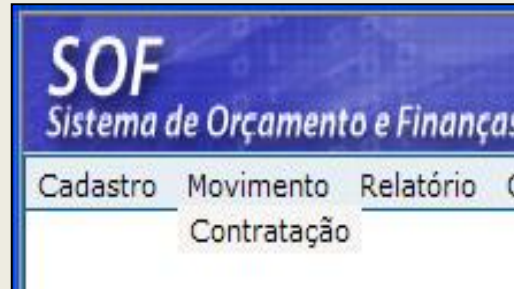 SOF
Sistema de Orçamento e Finanças
Cadastro Movimento Relatório
Contratação